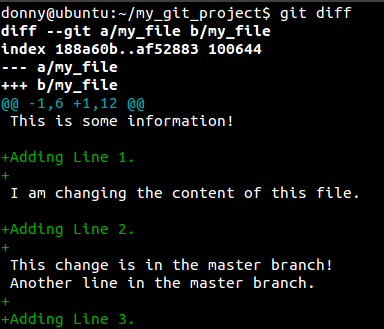 donny@ubuntu:~/my_git_project$ git diff
diff --git a/my_file b/my_file
index 188a60b..af52883 100644
--- a/my_file
+++ b/my_file
@@ -1,6 +1,12 @@
 This is some information!

+Adding Line 1.
+
 I am changing the content of this file.

+Adding Line 2.
+
 This change is in the master branch!
 Another line in the master branch.
+
+Adding Line 3.